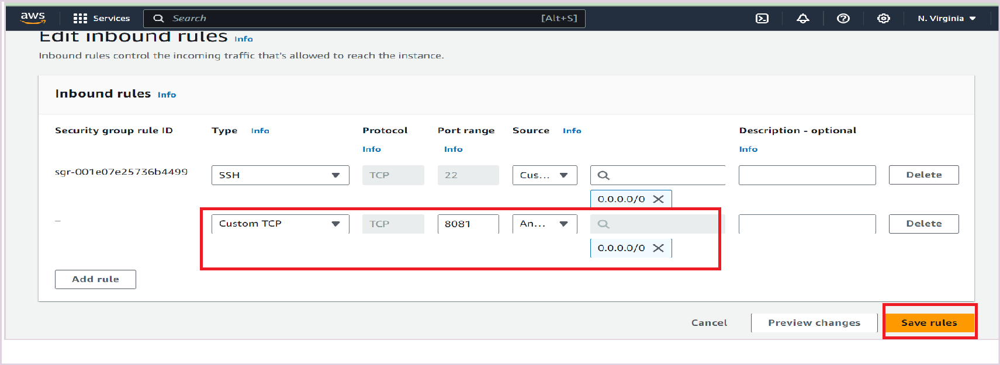 aws Services Search [Alt+S] N. Virginia
Edit inbound rules Info
Inbound rules control the incoming traffic that's allowed to reach the instance.
Inbound rules Info
Security group rule ID Type Info Protocol Port range Source Info Description - optional
Info Info Info
sgr-001e07e25736b4499 SSH TCP 22 Cus... Delete
0.0.0.0/0
– Custom TCP TCP 8081 An... Delete
0.0.0.0/0
Add rule
Cancel Preview changes Save rules